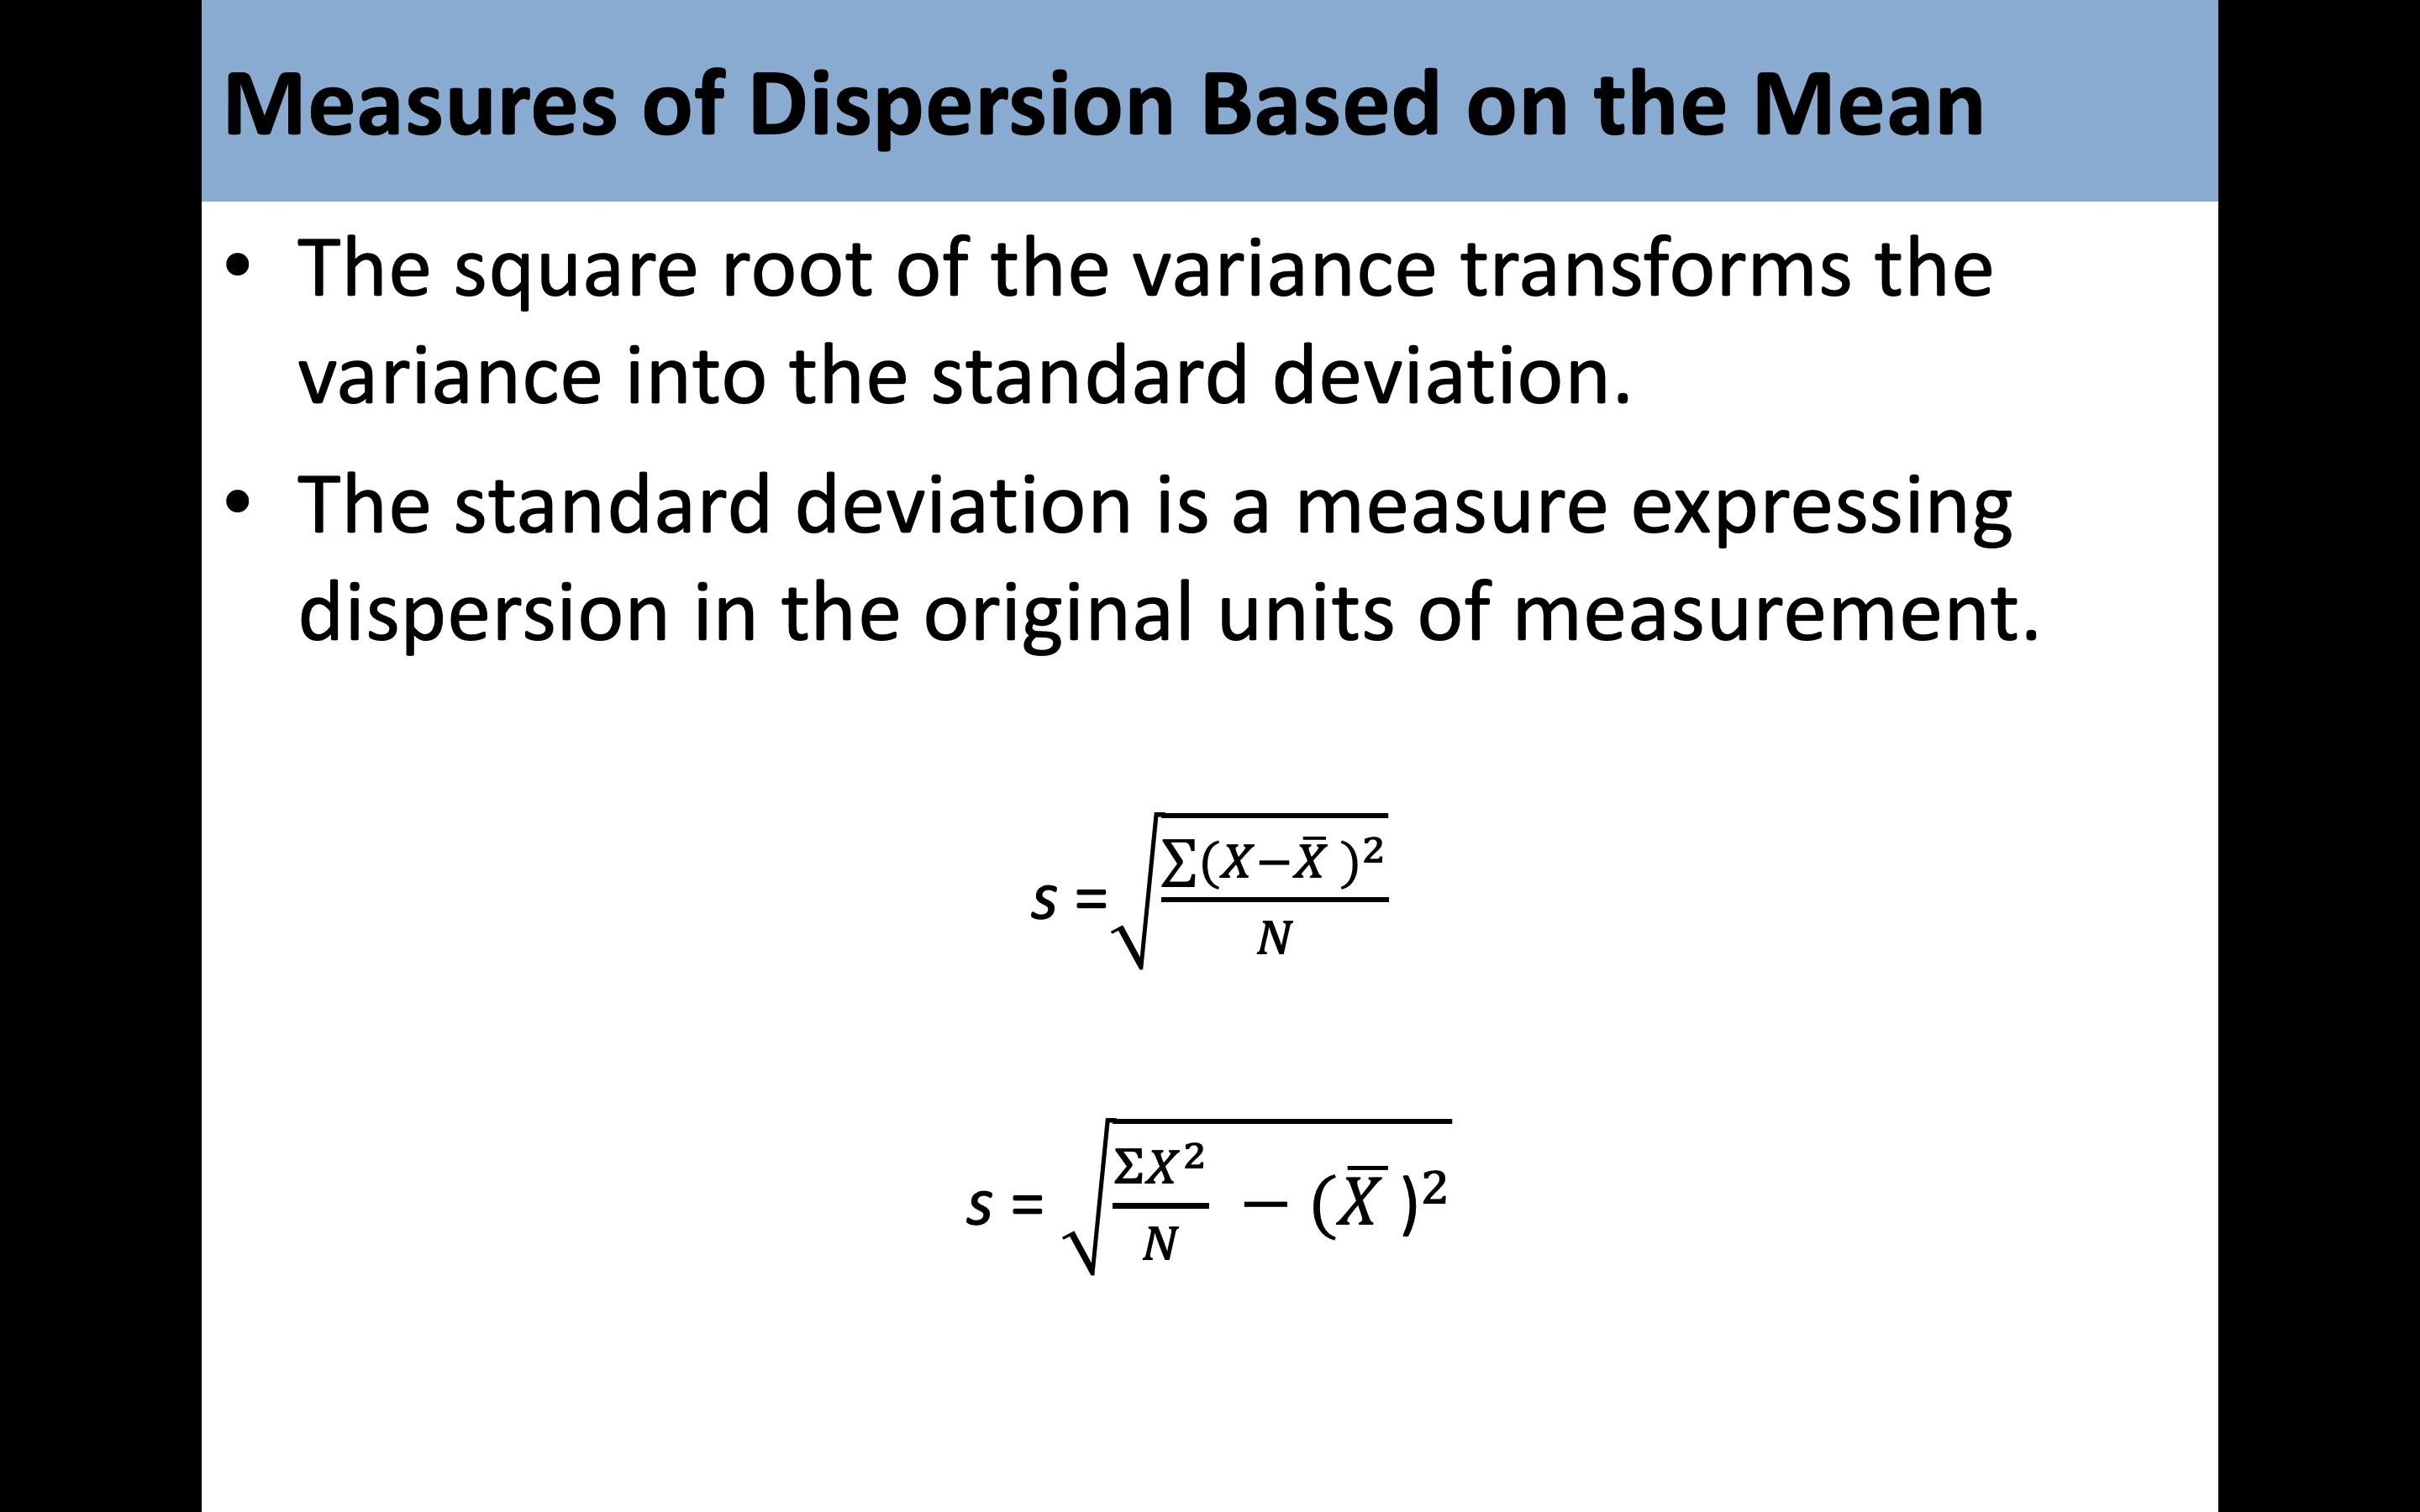 Measures of Dispersion Based on the Mean
• The square root of the variance transforms the
variance into the standard deviation.
• The standard deviation is a measure expressing
dispersion in the original units of measurement.
s = √(∑(X−X̄)²/N)
s = √(ΣX²/N − (X̄)²)